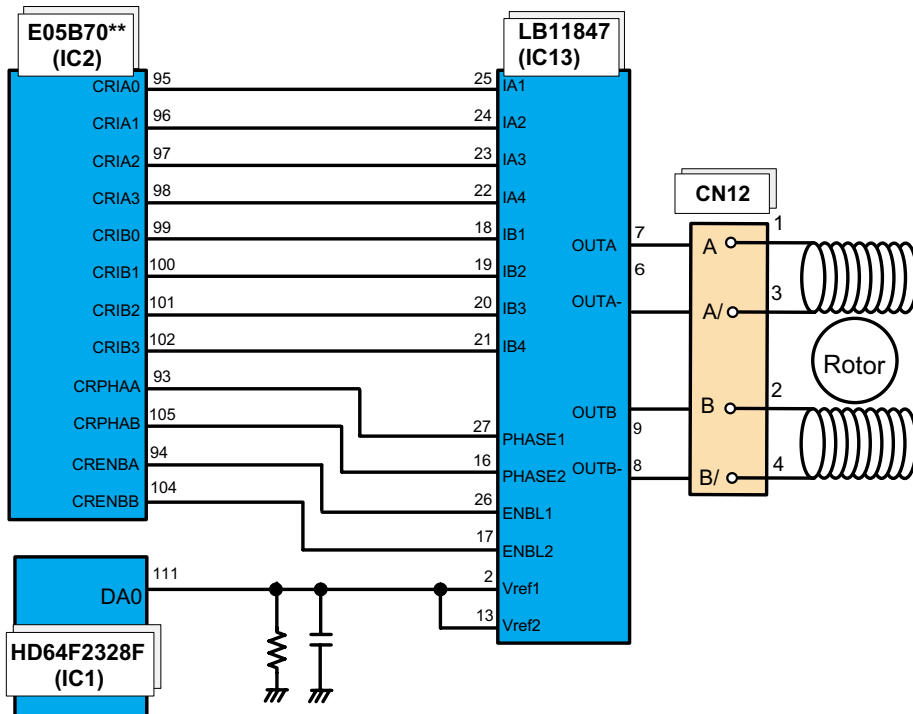 E05B70**
(IC2)
LB11847
(IC13)
CRIA0 95 25 IA1
CRIA1 96 24 IA2
CRIA2 97 23 IA3
CRIA3 98 22 IA4
CRIB0 99 18 IB1
CRIB1 100 19 IB2
CRIB2 101 20 IB3
CRIB3 102 21 IB4
CRPHAA 93 27 PHASE1
CRPHAB 105 16 PHASE2
CRENBA 94 26 ENBL1
CRENBB 104 17 ENBL2
CN12
OUTA 7 A 1
OUTA- 6 A/ 3
Rotor
OUTB 9 B 2
OUTB- 8 B/ 4
DA0 111 2 Vref1
13 Vref2
HD64F2328F
(IC1)